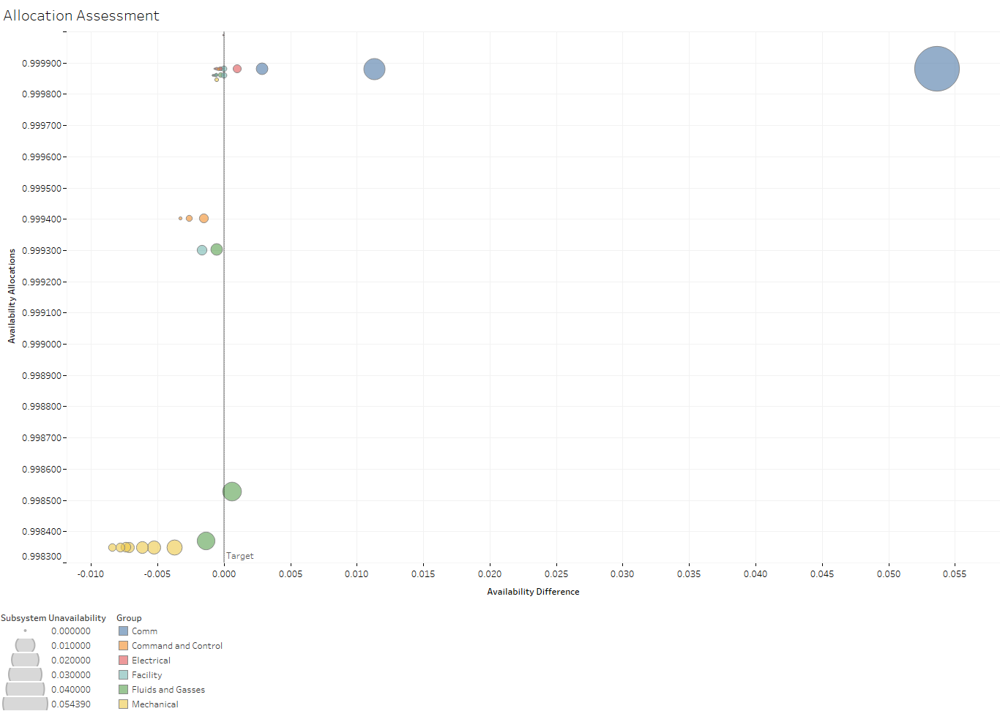 Allocation Assessment
0.999900
0.999800
0.999700
0.999600
0.999500
0.999400
0.999300
0.999200
0.999100
0.999000
0.998900
0.998800
0.998700
0.998600
0.998500
0.998400
0.998300
Availability Allocations
Target
-0.010 -0.005 0.000 0.005 0.010 0.015 0.020 0.025 0.030 0.035 0.040 0.045 0.050 0.055
Availability Difference
Subsystem Unavailability
0.000000
0.010000
0.020000
0.030000
0.040000
0.054390
Group
Comm
Command and Control
Electrical
Facility
Fluids and Gasses
Mechanical